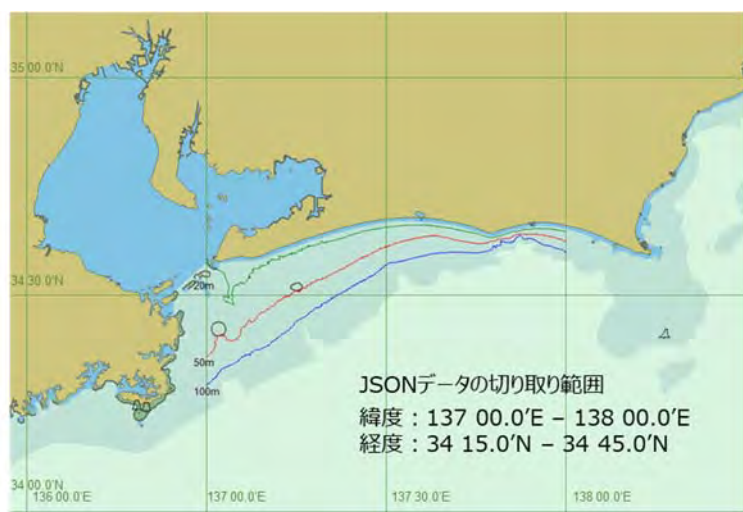 35 00.0'N
34 30.0'N
20m
50m
100m
JSONデータの切り取り範囲
緯度：137 00.0'E – 138 00.0'E
経度：34 15.0'N – 34 45.0'N
34 00.0'N
136 00.0'E
137 00.0'E
137 30.0'E
138 00.0'E